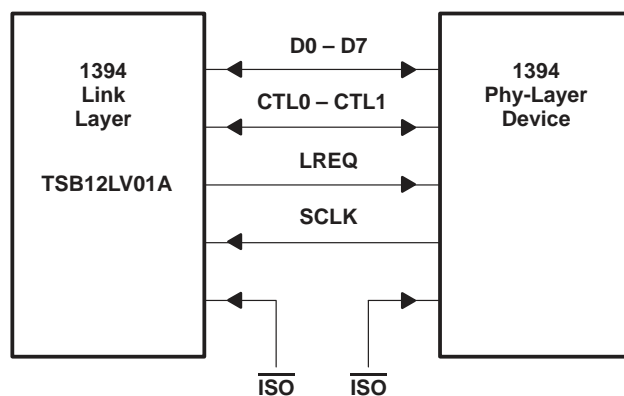 D0 – D7
1394
Link
Layer
1394
Phy-Layer
Device
CTL0 – CTL1
LREQ
TSB12LV01A
SCLK
ISO
ISO